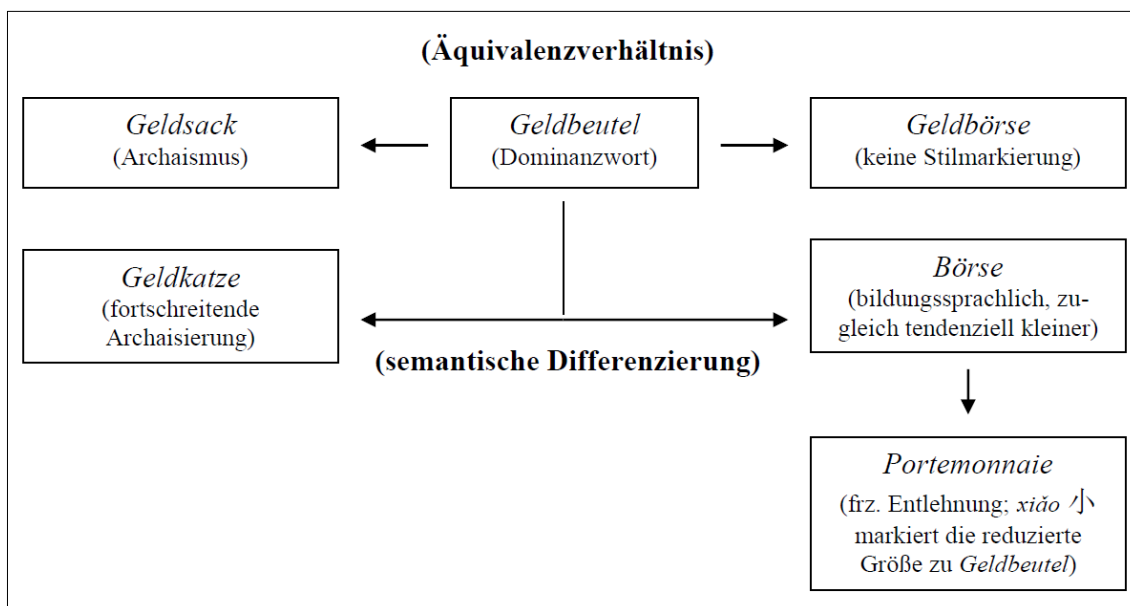 (Äquivalenzverhältnis)
Geldsack
(Archaismus)
Geldbeutel
(Dominanzwort)
Geldbörse
(keine Stilmarkierung)
Geldkatze
(fortschreitende
Archaisierung)
Börse
(bildungssprachlich, zu-
gleich tendenziell kleiner)
(semantische Differenzierung)
Portemonnaie
(frz. Entlehnung; xiǎo 小
markiert die reduzierte
Größe zu Geldbeutel)